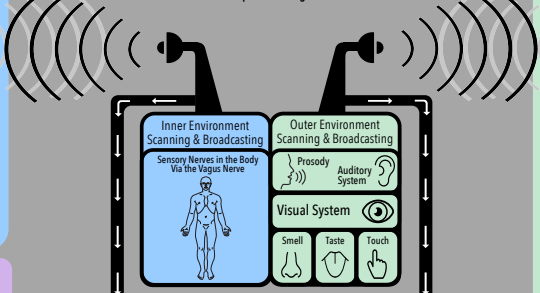 Inner Environment
Scanning & Broadcasting
Sensory Nerves in the Body
Via the Vagus Nerve
Outer Environment
Scanning & Broadcasting
Prosody
Auditory
System
Visual System
Smell
Taste
Touch